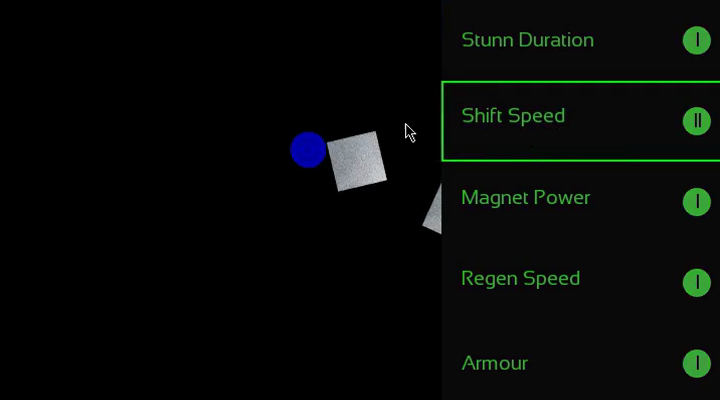 Stunn Duration I
Shift Speed II
Magnet Power I
Regen Speed I
Armour I